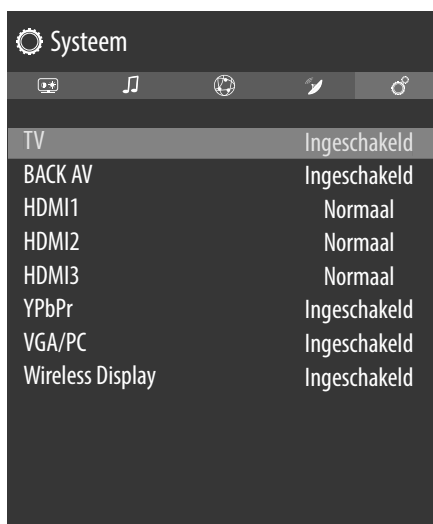 Systeem
TV Ingeschakeld
BACK AV Ingeschakeld
HDMI1 Normaal
HDMI2 Normaal
HDMI3 Normaal
YPbPr Ingeschakeld
VGA/PC Ingeschakeld
Wireless Display Ingeschakeld